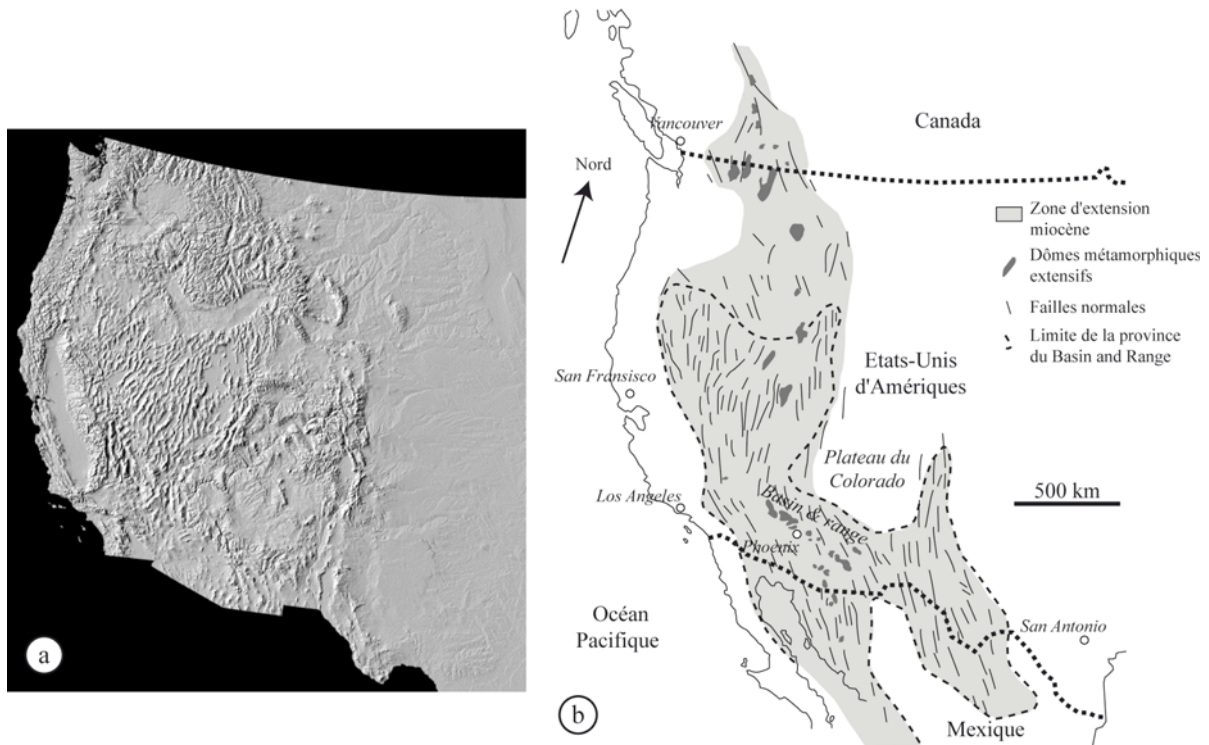 a
Vancouver
Canada
Nord
Zone d'extension
miocène
Dômes métamorphiques
extensifs
Failles normales
Limite de la province
du Basin and Range
Etats-Unis
d'Amériques
San Fransisco
Plateau du
Colorado
500 km
Los Angeles
Basin & range
Phoenix
Océan
Pacifique
San Antonio
b
Mexique